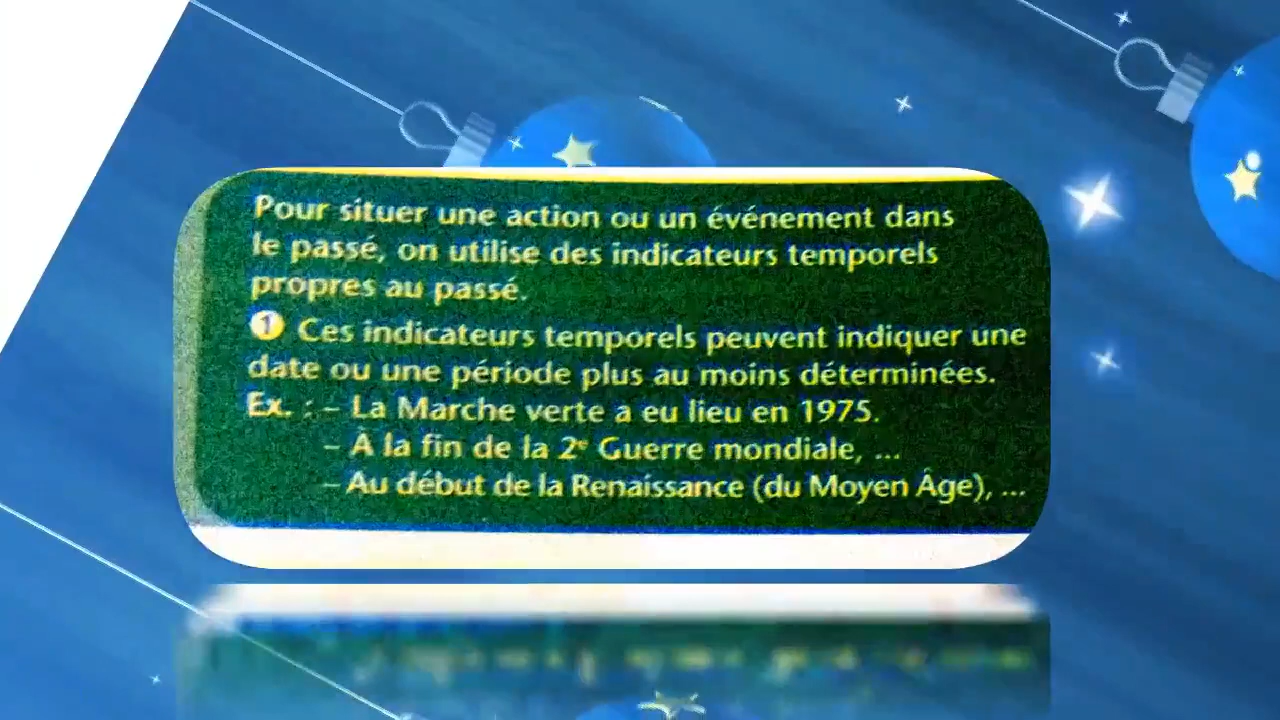 Pour situer une action ou un événement dans
le passé, on utilise des indicateurs temporels
propres au passé.
1 Ces indicateurs temporels peuvent indiquer une
date ou une période plus au moins déterminées.
Ex. : – La Marche verte a eu lieu en 1975.
– À la fin de la 2e Guerre mondiale, ...
– Au début de la Renaissance (du Moyen Âge), ...